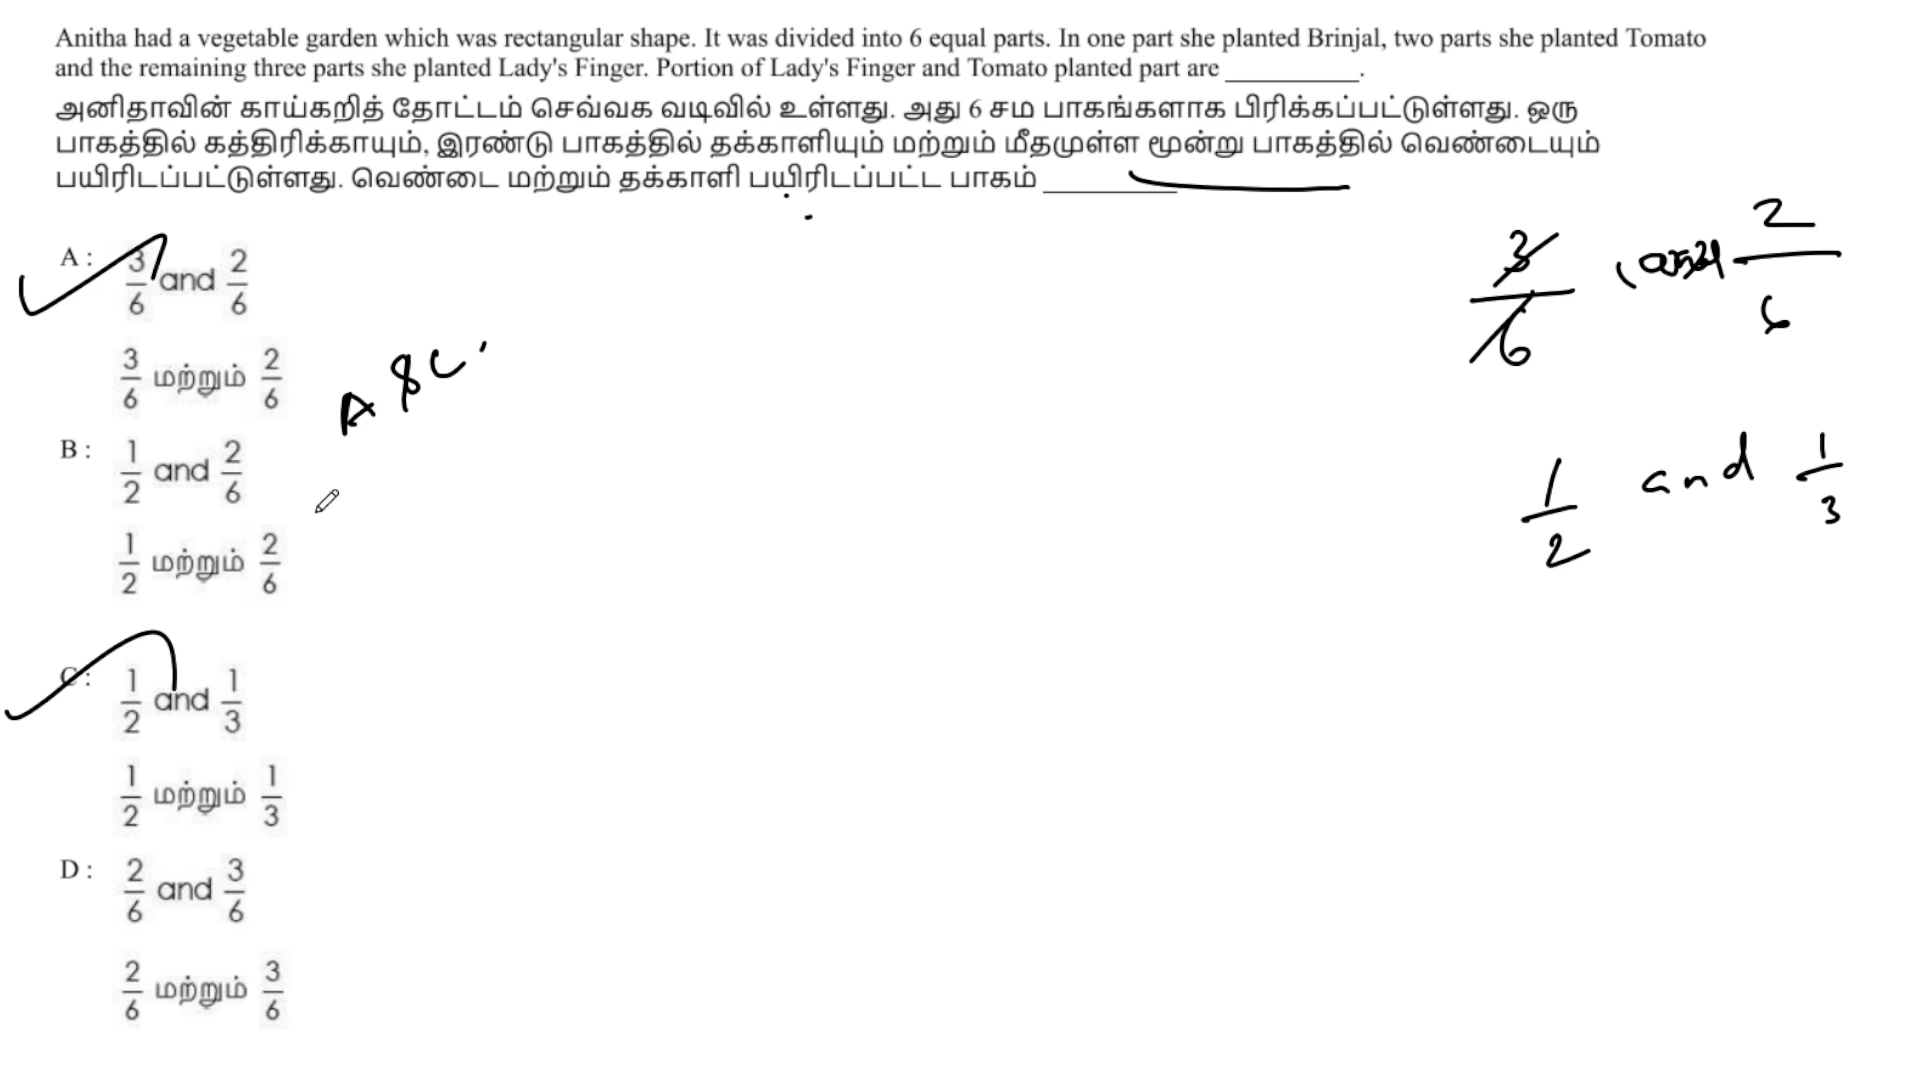 Anitha had a vegetable garden which was rectangular shape. It was divided into 6 equal parts. In one part she planted Brinjal, two parts she planted Tomato
and the remaining three parts she planted Lady's Finger. Portion of Lady's Finger and Tomato planted part are __________.
அனிதாவின் காய்கறித் தோட்டம் செவ்வக வடிவில் உள்ளது. அது 6 சம பாகங்களாக பிரிக்கப்பட்டுள்ளது. ஒரு
பாகத்தில் கத்திரிக்காயும், இரண்டு பாகத்தில் தக்காளியும் மற்றும் மீதமுள்ள மூன்று பாகத்தில் வெண்டையும்
பயிரிடப்பட்டுள்ளது. வெண்டை மற்றும் தக்காளி பயிரிடப்பட்ட பாகம் __________
A : 3/6 and 2/6
3/6 மற்றும் 2/6
B : 1/2 and 2/6
1/2 மற்றும் 2/6
C : 1/2 and 1/3
1/2 மற்றும் 1/3
D : 2/6 and 3/6
2/6 மற்றும் 3/6
3/6 and 2/6
1/2 and 1/3
A &C